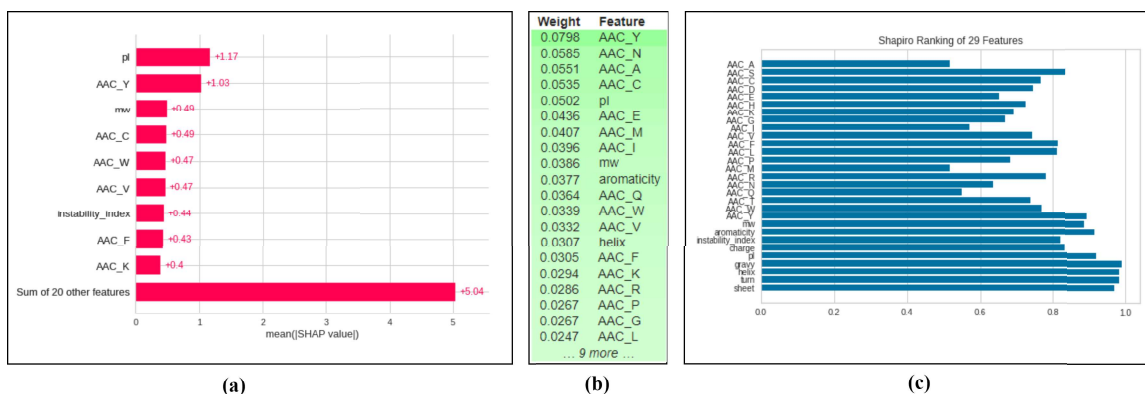 pI
+1.17
AAC_Y
+1.03
mw
+0.49
AAC_C
+0.49
AAC_W
+0.47
AAC_V
+0.47
instability_index
+0.44
AAC_F
+0.43
AAC_K
+0.4
Sum of 20 other features
+5.04
0 1 2 3 4 5
mean(|SHAP value|)
(a)
Weight Feature
0.0798 AAC_Y
0.0585 AAC_N
0.0551 AAC_A
0.0535 AAC_C
0.0502 pI
0.0436 AAC_E
0.0407 AAC_M
0.0396 AAC_I
0.0386 mw
0.0377 aromaticity
0.0364 AAC_Q
0.0339 AAC_W
0.0332 AAC_V
0.0307 helix
0.0305 AAC_F
0.0294 AAC_K
0.0286 AAC_R
0.0267 AAC_P
0.0267 AAC_G
0.0247 AAC_L
… 9 more …
(b)
Shapiro Ranking of 29 Features
AAC_A
AAC_S
AAC_C
AAC_D
AAC_E
AAC_H
AAC_K
AAC_G
AAC_I
AAC_V
AAC_F
AAC_L
AAC_P
AAC_M
AAC_R
AAC_N
AAC_Q
AAC_T
AAC_W
AAC_Y
mw
aromaticity
instability_index
charge
pI
gravy
helix
turn
sheet
0.0 0.2 0.4 0.6 0.8 1.0
(c)